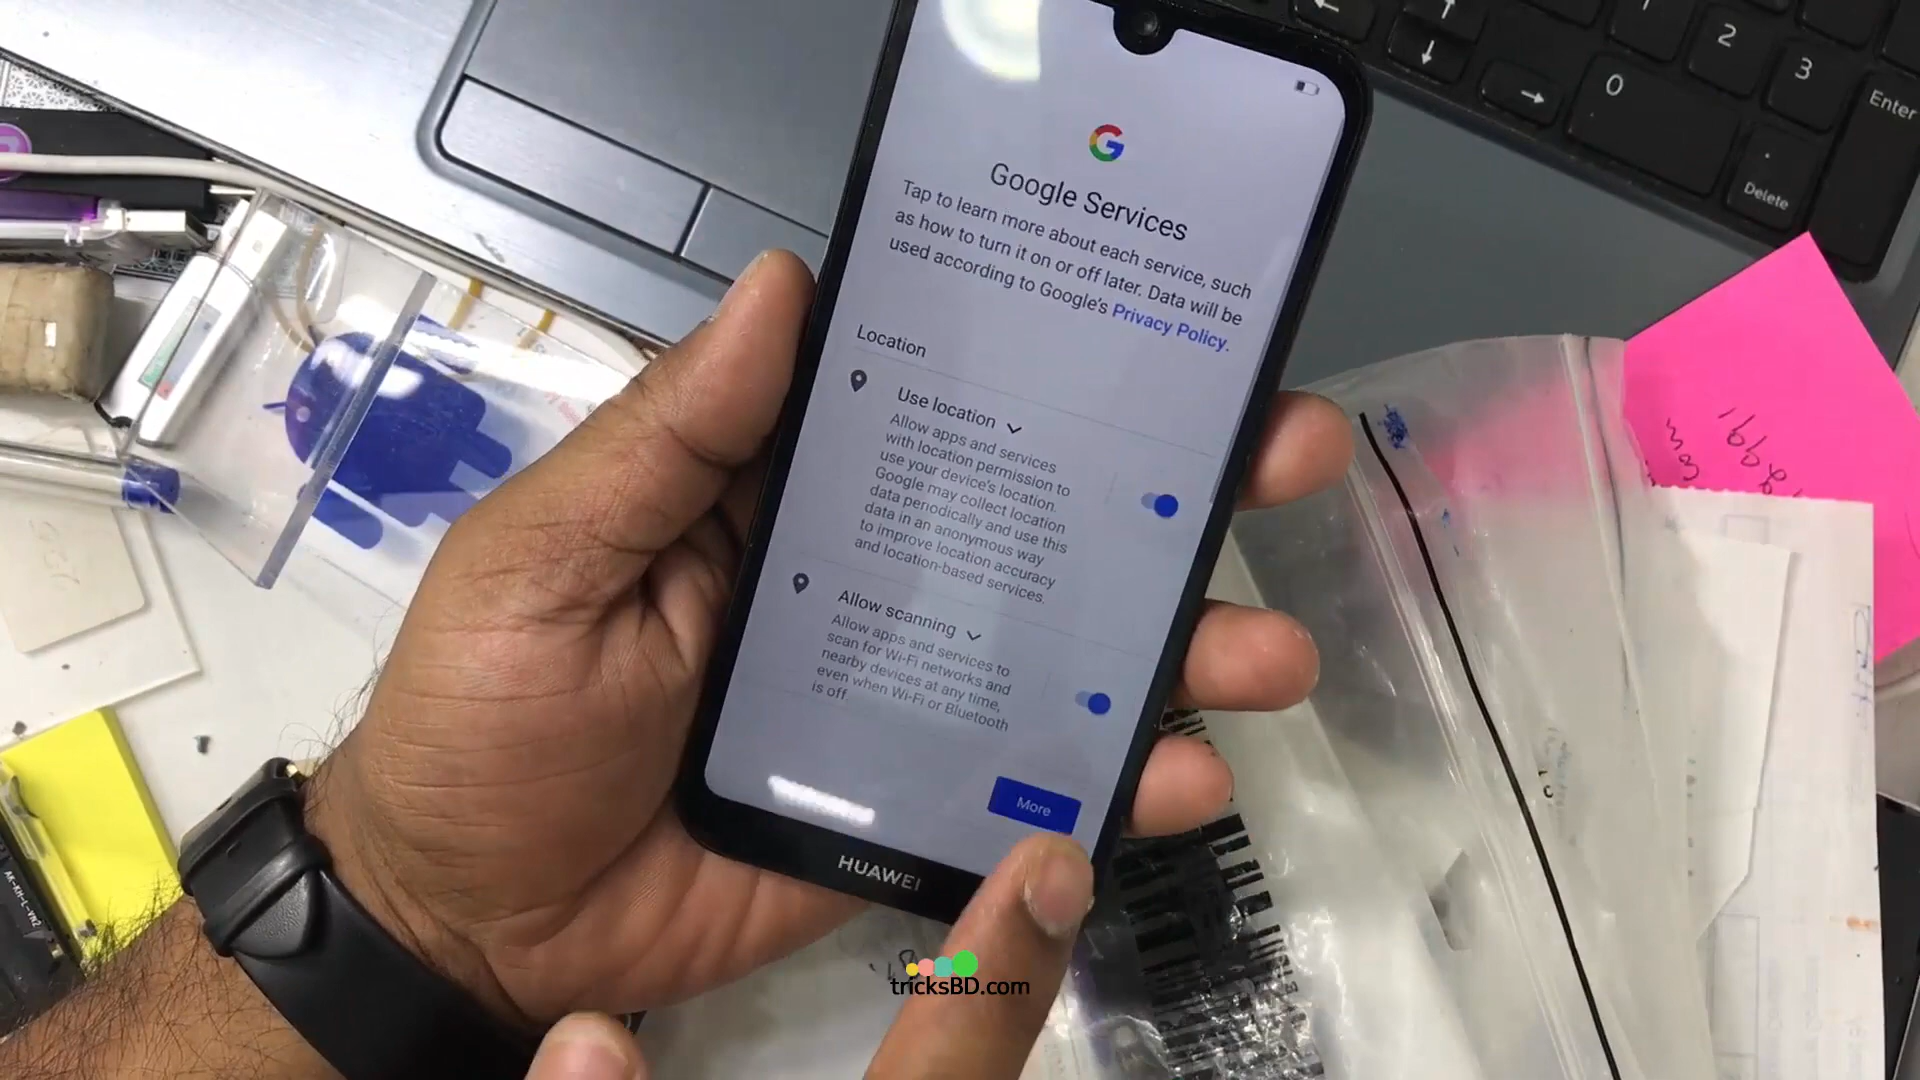 Google Services
Tap to learn more about each service, such
as how to turn it on or off later. Data will be
used according to Google's Privacy Policy.
Location
Use location
Allow apps and services
with location permission to
use your device's location.
Google may collect location
data periodically and use this
data in an anonymous way
to improve location accuracy
and location-based services.
Allow scanning
Allow apps and services to
scan for Wi-Fi networks and
nearby devices at any time,
even when Wi-Fi or Bluetooth
is off.
More
HUAWEI
tricksBD.com
1
2
3
0
Enter
.
Delete
AK-KH-L-Vn2